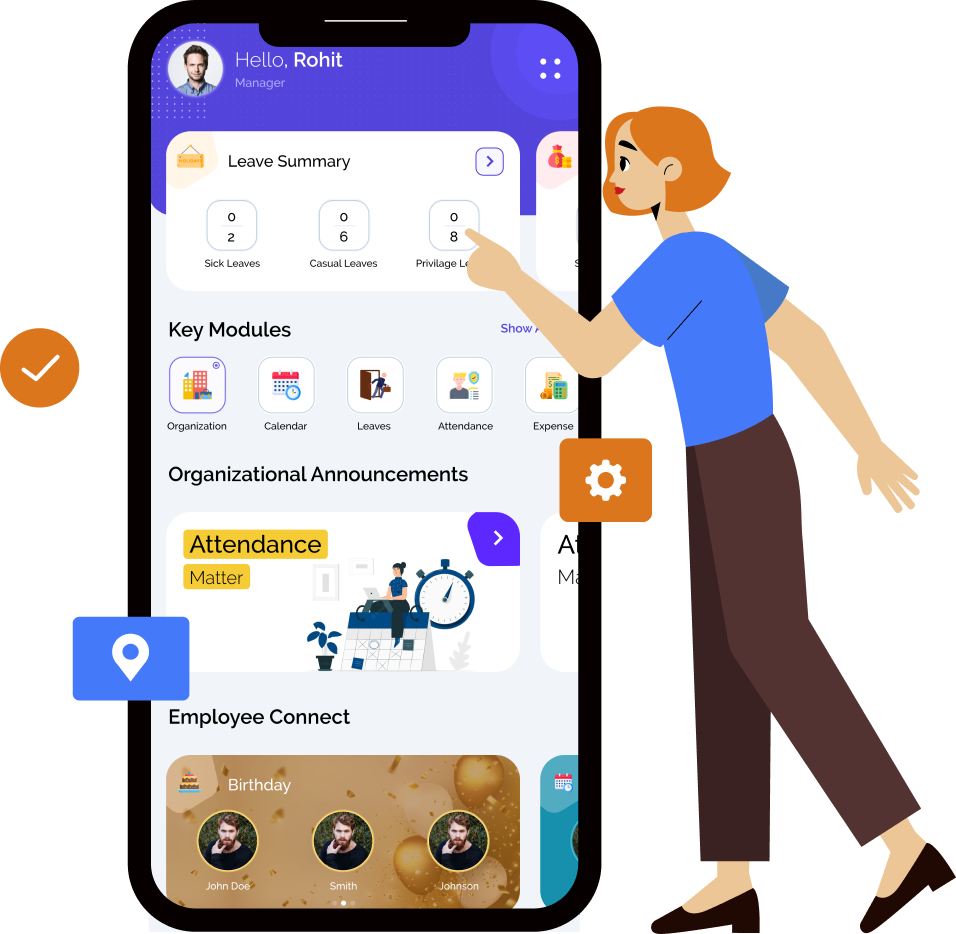 Hello, Rohit
Manager
HOLIDAY
Leave Summary
0 0 0
2 6 8
Sick Leaves Casual Leaves Privilage Le
S
Key Modules Show A
Organization Calendar Leaves Attendance Expense
Organizational Announcements
Attendance At
Matter Ma
Employee Connect
Birthday
John Doe Smith Johnson